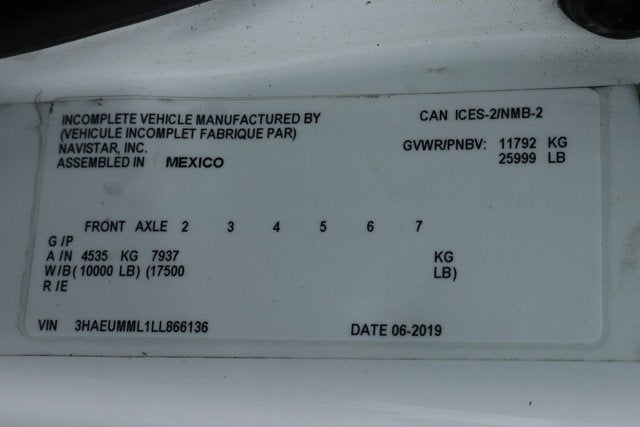 INCOMPLETE VEHICLE MANUFACTURED BY
(VEHICULE INCOMPLET FABRIQUE PAR)
NAVISTAR, INC.
ASSEMBLED IN MEXICO
CAN ICES-2/NMB-2
GVWR/PNBV: 11792 KG
25999 LB
FRONT AXLE 2 3 4 5 6 7
G/P
A/N 4535 KG 7937 KG
W/B (10000 LB) (17500 LB)
R/E
VIN 3HAEUMML1LL866136 DATE 06-2019